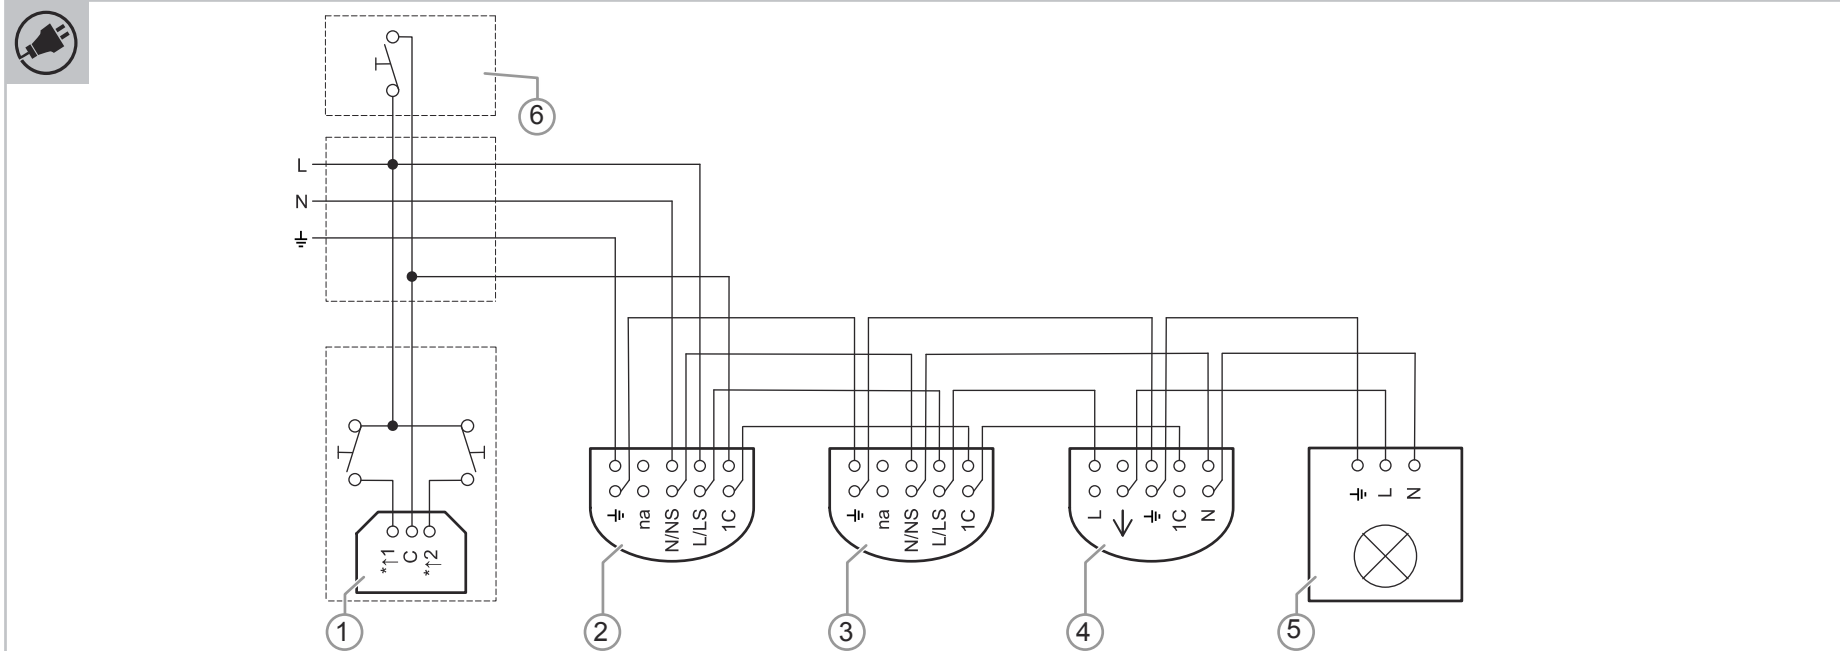 6
L
N
⏚
*↑1
C
*↑2
⏚
na
N/NS
L/LS
1C
⏚
na
N/NS
L/LS
1C
L
↓
⏚
1C
N
⏚
L
N
1
2
3
4
5